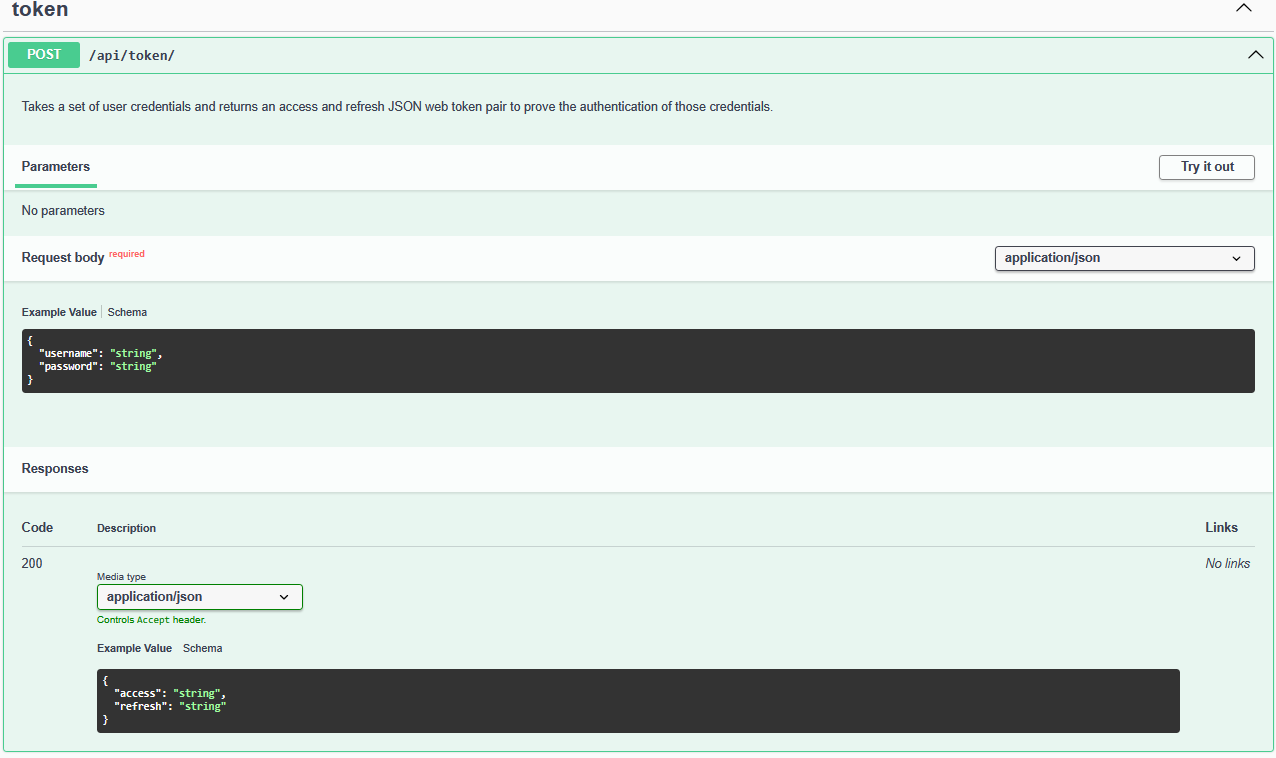 token
POST /api/token/
Takes a set of user credentials and returns an access and refresh JSON web token pair to prove the authentication of those credentials.
Parameters Try it out
No parameters
Request body required application/json
Example Value Schema
{
  "username": "string",
  "password": "string"
}
Responses
Code Description Links
200 No links
Media type
application/json
Controls Accept header.
Example Value Schema
{
  "access": "string",
  "refresh": "string"
}